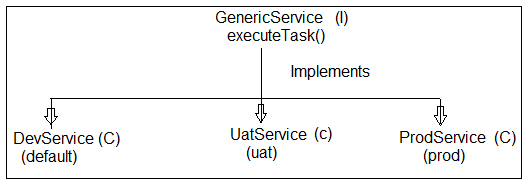 GenericService (I)
executeTask()
Implements
DevService (C)
(default)
UatService (c)
(uat)
ProdService (C)
(prod)